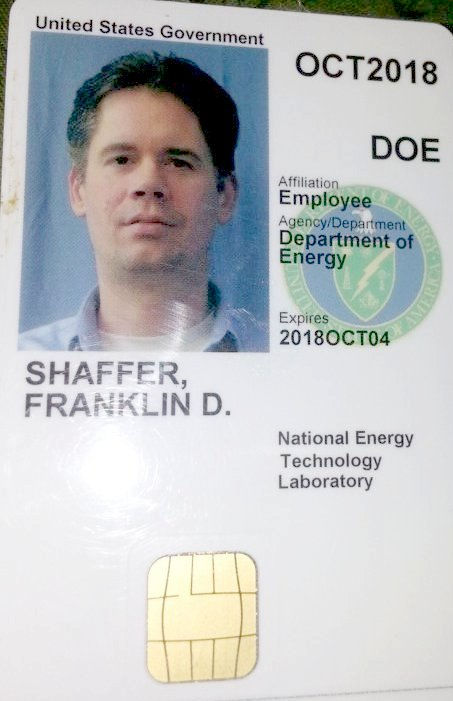 United States Government
OCT2018
DOE
Affiliation
Employee
Agency/Department
Department of
Energy
Expires
2018OCT04
SHAFFER,
FRANKLIN D.
National Energy
Technology
Laboratory